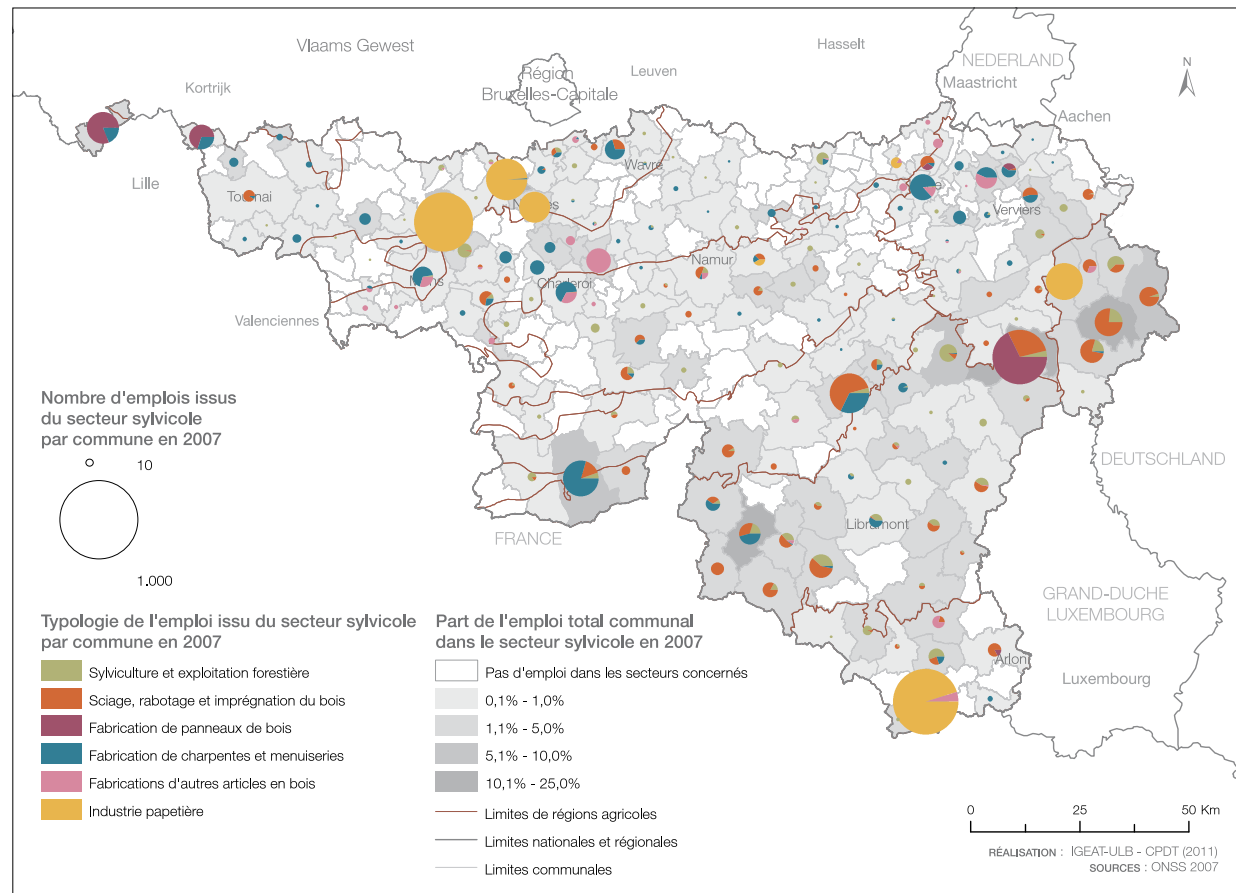 Vlaams Gewest
Hasselt
NEDERLAND
Maastricht
Kortrijk
Région
Bruxelles-Capitale
Leuven
N
Aachen
Lille
Wavre
Tournai
Verviers
Namur
Mons
Charleroi
Valenciennes
Nombre d'emplois issus
du secteur sylvicole
par commune en 2007
10
1.000
DEUTSCHLAND
FRANCE
Libramont
GRAND-DUCHE
LUXEMBOURG
Arlon
Luxembourg
Typologie de l'emploi issu du secteur sylvicole
par commune en 2007
Sylviculture et exploitation forestière
Sciage, rabotage et imprégnation du bois
Fabrication de panneaux de bois
Fabrication de charpentes et menuiseries
Fabrications d'autres articles en bois
Industrie papetière
Part de l'emploi total communal
dans le secteur sylvicole en 2007
Pas d'emploi dans les secteurs concernés
0,1% - 1,0%
1,1% - 5,0%
5,1% - 10,0%
10,1% - 25,0%
Limites de régions agricoles
Limites nationales et régionales
Limites communales
0 25 50 Km
RÉALISATION : IGEAT-ULB - CPDT (2011)
SOURCES : ONSS 2007